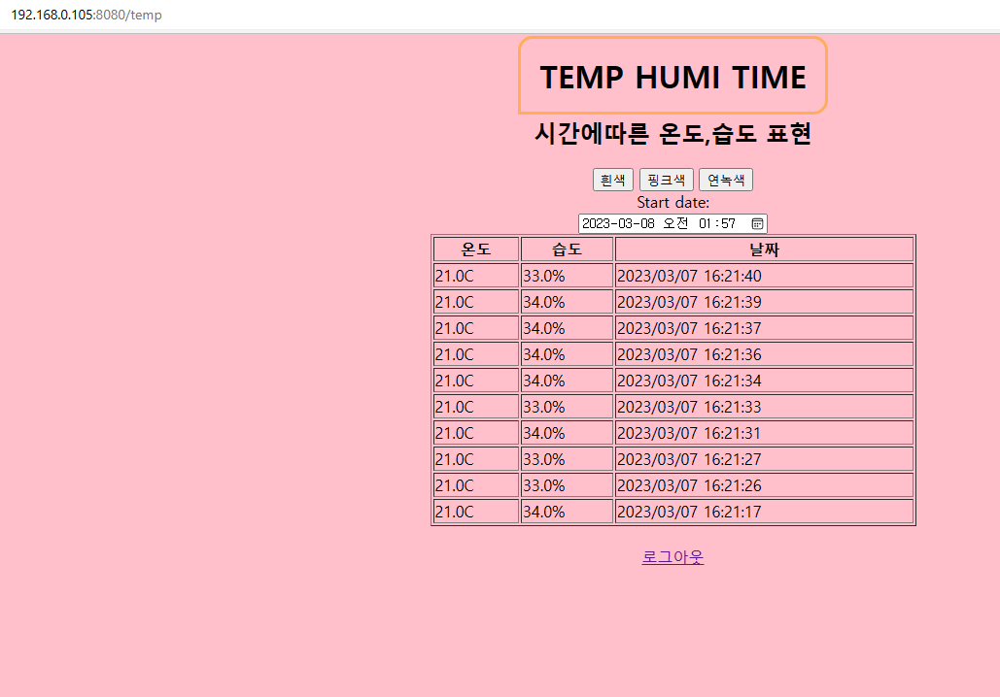 192.168.0.105:8080/temp
TEMP HUMI TIME
시간에따른 온도,습도 표현
흰색 핑크색 연녹색
Start date:
2023-03-08 오전 01:57
온도 습도 날짜
21.0C 33.0% 2023/03/07 16:21:40
21.0C 34.0% 2023/03/07 16:21:39
21.0C 34.0% 2023/03/07 16:21:37
21.0C 34.0% 2023/03/07 16:21:36
21.0C 34.0% 2023/03/07 16:21:34
21.0C 33.0% 2023/03/07 16:21:33
21.0C 34.0% 2023/03/07 16:21:31
21.0C 33.0% 2023/03/07 16:21:27
21.0C 33.0% 2023/03/07 16:21:26
21.0C 34.0% 2023/03/07 16:21:17
로그아웃